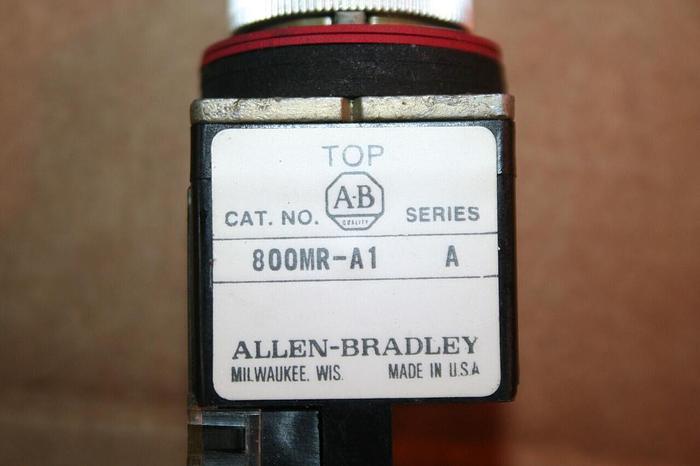 TOP
A-B
QUALITY
CAT. NO. SERIES
800MR-A1 A
ALLEN-BRADLEY
MILWAUKEE. WIS. MADE IN U.S.A